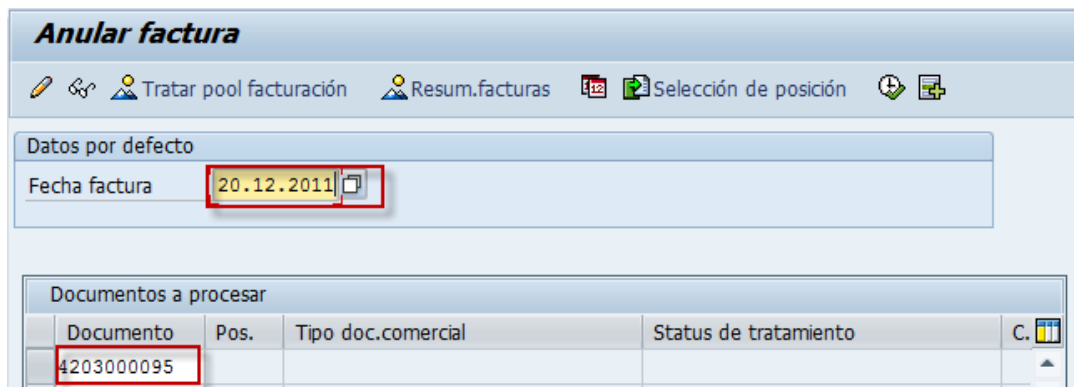 Anular factura
Tratar pool facturación Resum.facturas 12 Selección de posición
Datos por defecto
Fecha factura 20.12.2011
Documentos a procesar
Documento Pos. Tipo doc.comercial Status de tratamiento C.
4203000095